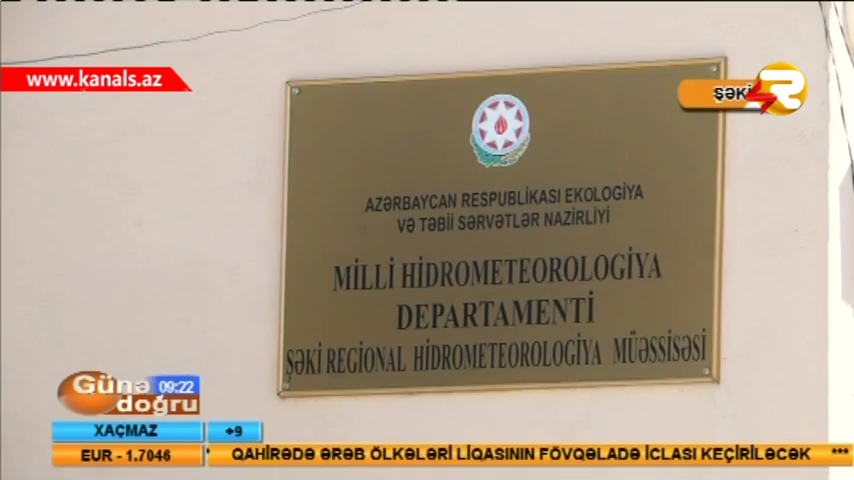 www.kanals.az
ŞƏKİ
AZƏRBAYCAN RESPUBLİKASI EKOLOGİYA
VƏ TƏBİİ SƏRVƏTLƏR NAZİRLİYİ
MİLLİ HİDROMETEOROLOGİYA
DEPARTAMENTİ
ŞƏKİ REGIONAL HİDROMETEOROLOGİYA MÜƏSSİSƏSİ
Günə 09:22
doğru
XAÇMAZ +9
EUR - 1.7046 * QAHİRƏDƏ ƏRƏB ÖLKƏLƏRİ LİQASININ FÖVQƏLADƏ İCLASI KEÇİRİLƏCƏK ***